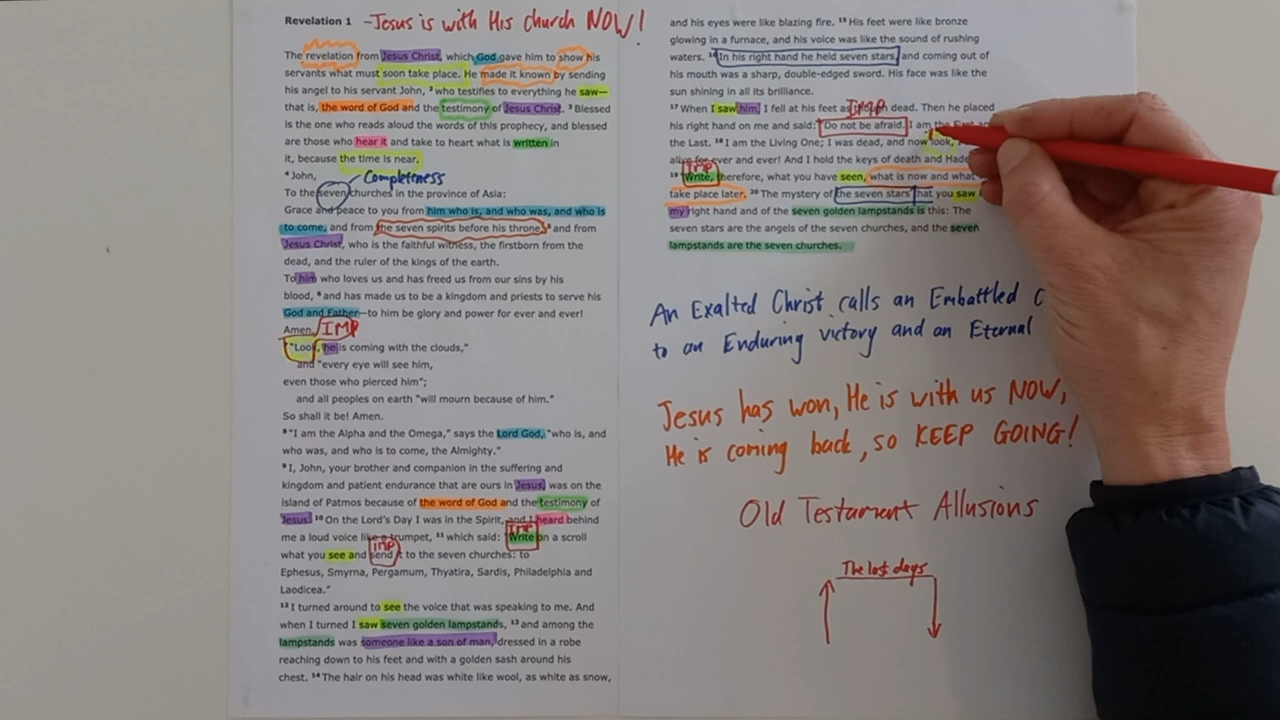 Revelation 1 -Jesus is with His church NOW!
The revelation from Jesus Christ, which God gave him to show his
servants what must soon take place. He made it known by sending
his angel to his servant John, ² who testifies to everything he saw—
that is, the word of God and the testimony of Jesus Christ. ³ Blessed
is the one who reads aloud the words of this prophecy, and blessed
are those who hear it and take to heart what is written in
it, because the time is near.
⁴ John,
Completeness
To the seven churches in the province of Asia:
Grace and peace to you from him who is, and who was, and who is
to come, and from the seven spirits before his throne, ⁵ and from
Jesus Christ, who is the faithful witness, the firstborn from the
dead, and the ruler of the kings of the earth.
To him who loves us and has freed us from our sins by his
blood, ⁶ and has made us to be a kingdom and priests to serve his
God and Father—to him be glory and power for ever and ever!
Amen. IMP
"Look, he is coming with the clouds,"
and "every eye will see him,
even those who pierced him";
and all peoples on earth "will mourn because of him."
So shall it be! Amen.
⁸ "I am the Alpha and the Omega," says the Lord God, "who is, and
who was, and who is to come, the Almighty."
⁹ I, John, your brother and companion in the suffering and
kingdom and patient endurance that are ours in Jesus, was on the
island of Patmos because of the word of God and the testimony of
Jesus. ¹⁰ On the Lord's Day I was in the Spirit, and I heard behind
IMP
me a loud voice like a trumpet, ¹¹ which said: "Write on a scroll
IMP
what you see and send it to the seven churches: to
Ephesus, Smyrna, Pergamum, Thyatira, Sardis, Philadelphia and
Laodicea."
¹² I turned around to see the voice that was speaking to me. And
when I turned I saw seven golden lampstands, ¹³ and among the
lampstands was someone like a son of man, dressed in a robe
reaching down to his feet and with a golden sash around his
chest. ¹⁴ The hair on his head was white like wool, as white as snow,
and his eyes were like blazing fire. ¹⁵ His feet were like bronze
glowing in a furnace, and his voice was like the sound of rushing
waters. ¹⁶ In his right hand he held seven stars, and coming out of
his mouth was a sharp, double-edged sword. His face was like the
sun shining in all its brilliance.
¹⁷ When I saw him, I fell at his feet as though dead. Then he placed
IMP
his right hand on me and said: "Do not be afraid. I am the First
the Last. ¹⁸ I am the Living One; I was dead, and now look,
alive for ever and ever! And I hold the keys of death and
IMP
¹⁹ "Write, therefore, what you have seen, what is now and what
take place later. ²⁰ The mystery of the seven stars that you saw
my right hand and of the seven golden lampstands is this: The
seven stars are the angels of the seven churches, and the seven
lampstands are the seven churches.
An Exalted Christ calls an Embattled
to an Enduring victory and an Eternal
Jesus has won, He is with us NOW,
He is coming back, so KEEP GOING!
Old Testament Allusions
The last days